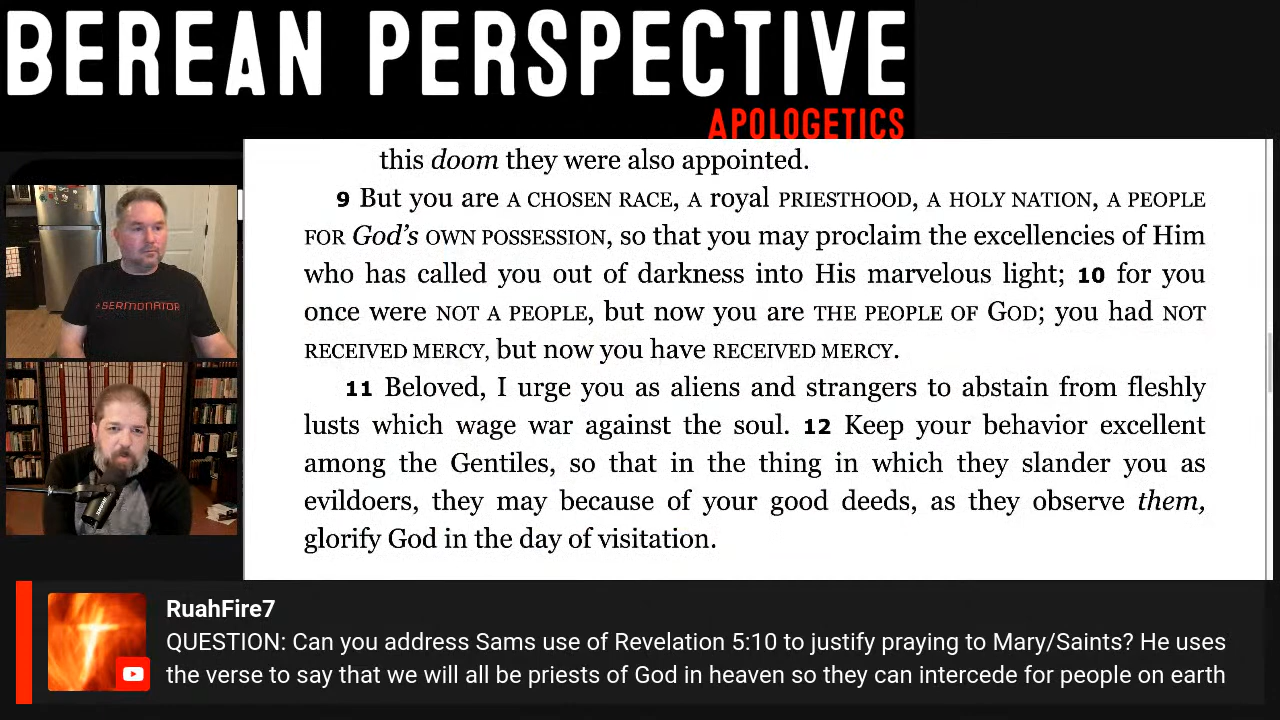 BEREAN PERSPECTIVE
APOLOGETICS
this doom they were also appointed.
9 But you are A CHOSEN RACE, A royal PRIESTHOOD, A HOLY NATION, A PEOPLE
FOR God's OWN POSSESSION, so that you may proclaim the excellencies of Him
who has called you out of darkness into His marvelous light; 10 for you
once were NOT A PEOPLE, but now you are THE PEOPLE OF GOD; you had NOT
RECEIVED MERCY, but now you have RECEIVED MERCY.
11 Beloved, I urge you as aliens and strangers to abstain from fleshly
lusts which wage war against the soul. 12 Keep your behavior excellent
among the Gentiles, so that in the thing in which they slander you as
evildoers, they may because of your good deeds, as they observe them,
glorify God in the day of visitation.
#SERMONATOR
RuahFire7
QUESTION: Can you address Sams use of Revelation 5:10 to justify praying to Mary/Saints? He uses
the verse to say that we will all be priests of God in heaven so they can intercede for people on earth